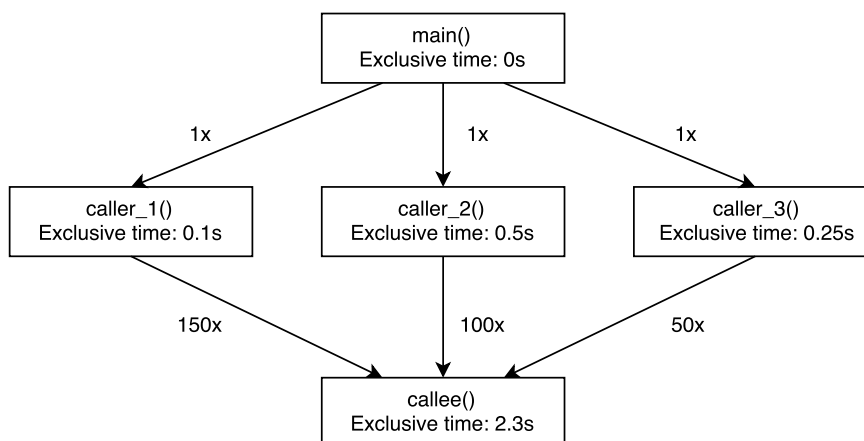 main()
Exclusive time: 0s
1x
1x
1x
caller_1()
Exclusive time: 0.1s
caller_2()
Exclusive time: 0.5s
caller_3()
Exclusive time: 0.25s
150x
100x
50x
callee()
Exclusive time: 2.3s